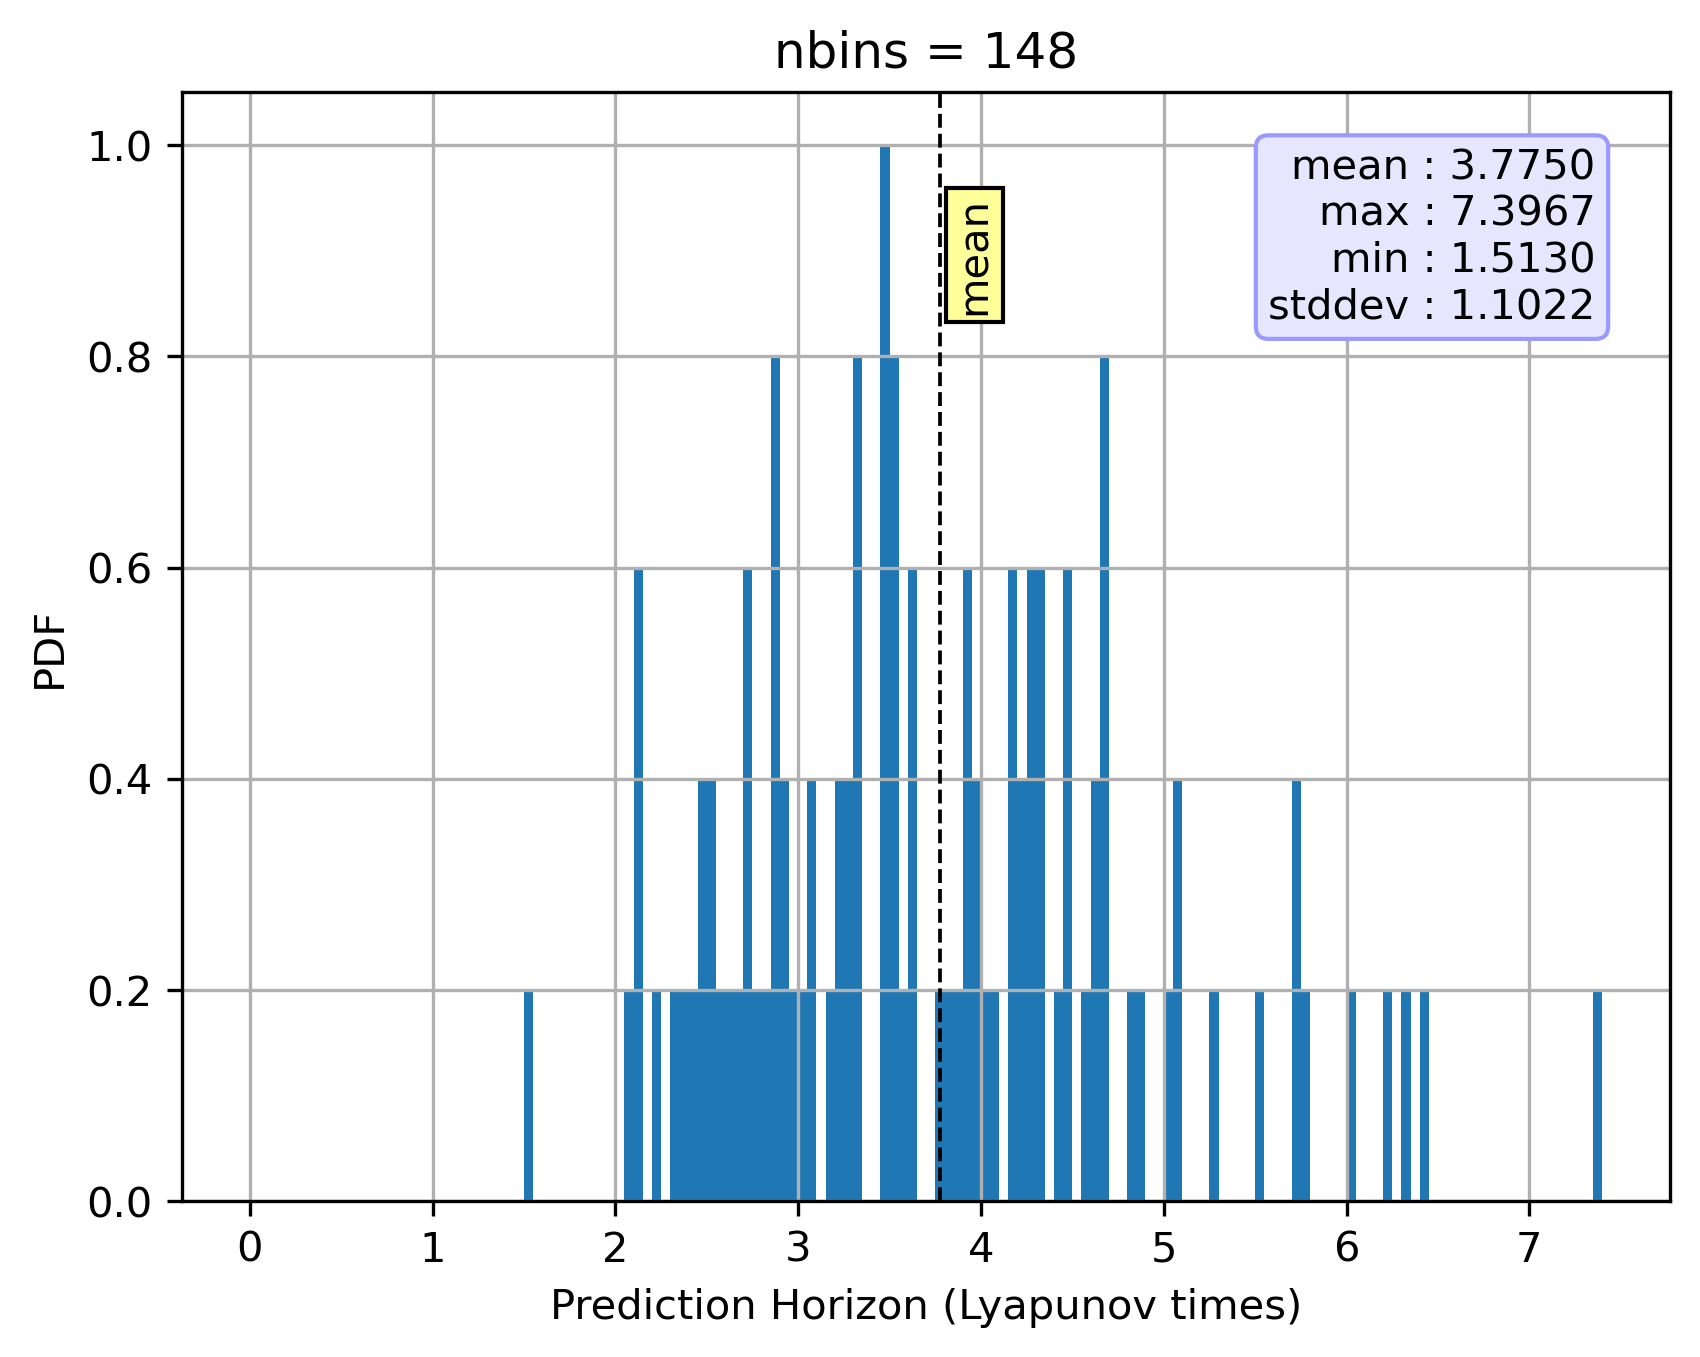 nbins = 148
1.0
0.8
0.6
0.4
0.2
0.0
PDF
mean
mean : 3.7750
max : 7.3967
min : 1.5130
stddev : 1.1022
0 1 2 3 4 5 6 7
Prediction Horizon (Lyapunov times)